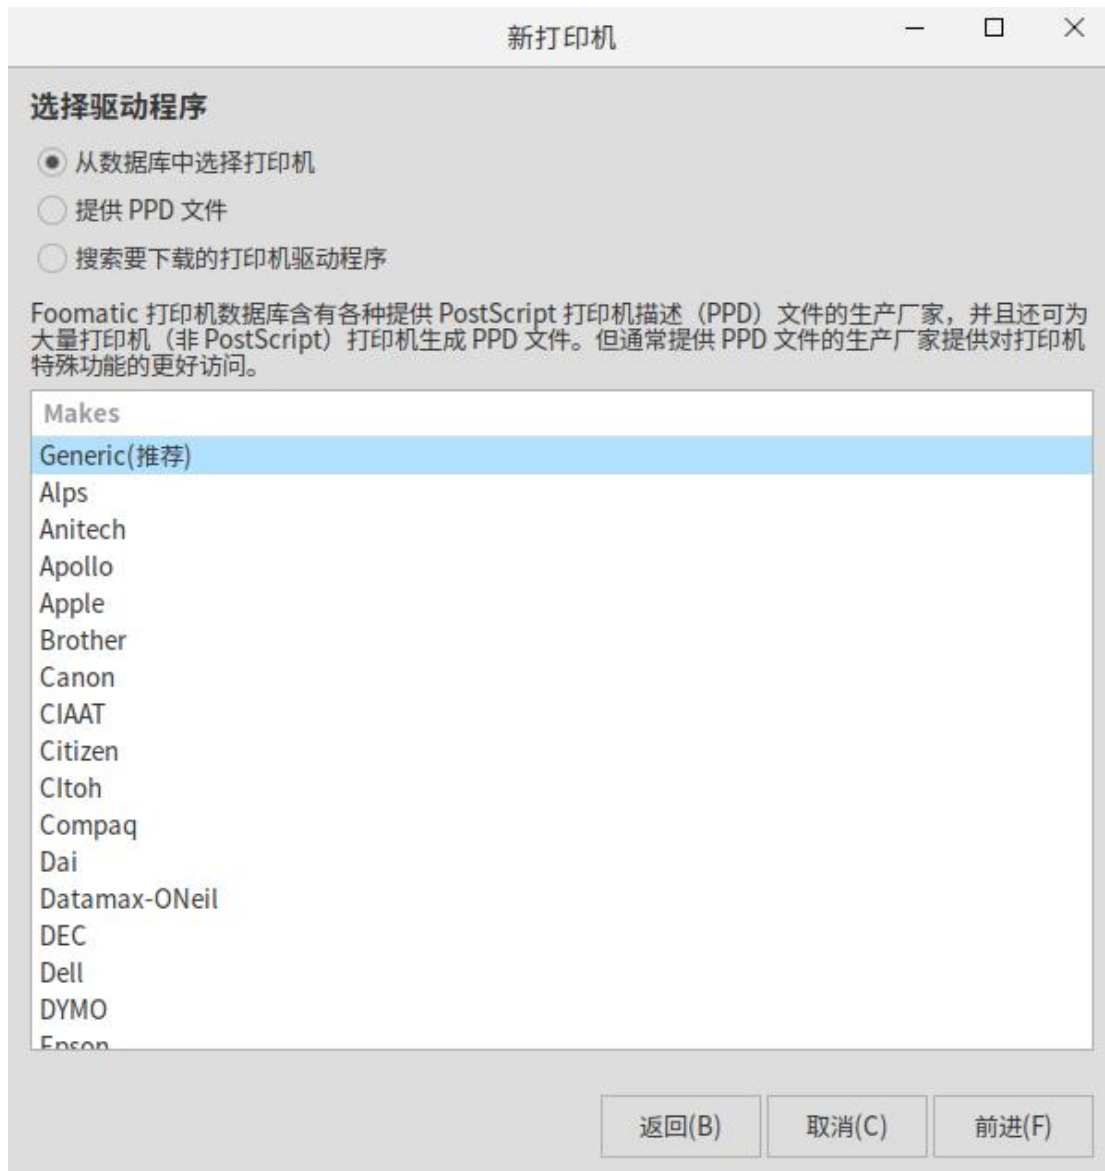 新打印机
选择驱动程序
从数据库中选择打印机
提供 PPD 文件
搜索要下载的打印机驱动程序
Foomatic 打印机数据库含有各种提供 PostScript 打印机描述（PPD）文件的生产厂家，并且还可为
大量打印机（非 PostScript）打印机生成 PPD 文件。但通常提供 PPD 文件的生产厂家提供对打印机
特殊功能的更好访问。
Makes
Generic(推荐)
Alps
Anitech
Apollo
Apple
Brother
Canon
CIAAT
Citizen
CItoh
Compaq
Dai
Datamax-ONeil
DEC
Dell
DYMO
Epson
返回(B) 取消(C) 前进(F)